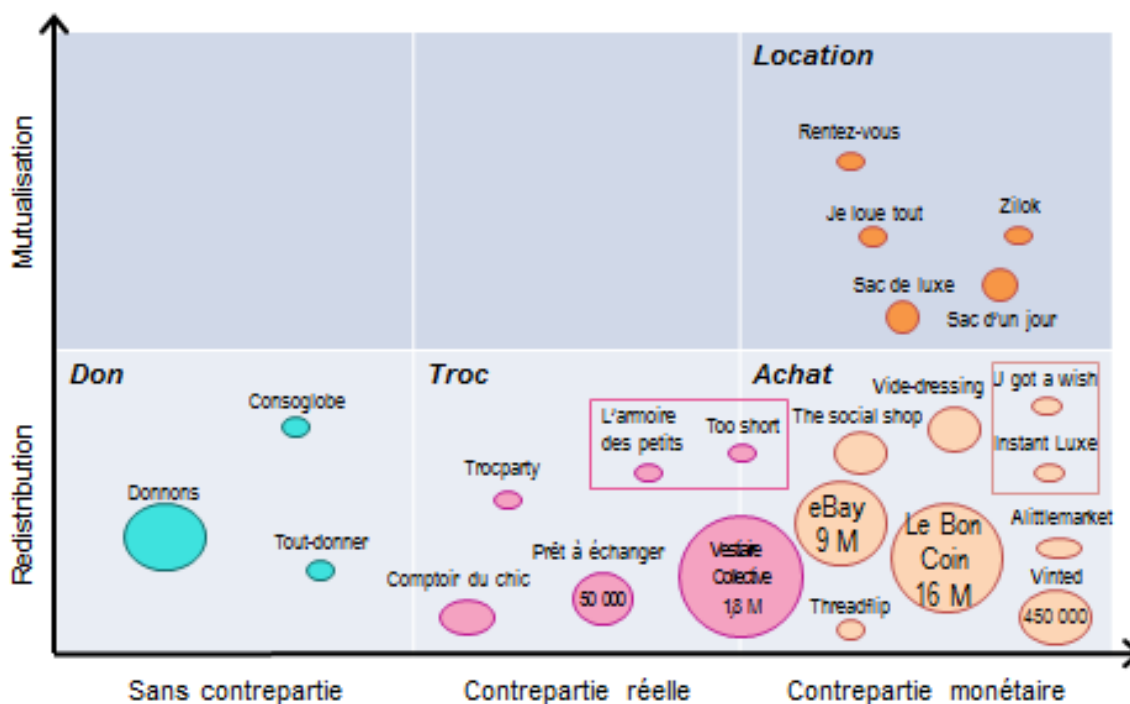 Mutualisation
Redistribution
Location
Rentez-vous
Je loue tout
Zilok
Sac de luxe
Sac d'un jour
Don
Consoglobe
Donnons
Tout-donner
Troc
L'armoire
des petits
Too short
Trocparty
Prêt à échanger
50 000
Comptoir du chic
Vestiaire
Collective
1,8 M
Achat
Vide-dressing
U got a wish
The social shop
Instant Luxe
eBay
9 M
Le Bon
Coin
16 M
Alittlemarket
Vinted
450 000
Threadflip
Sans contrepartie
Contrepartie réelle
Contrepartie monétaire